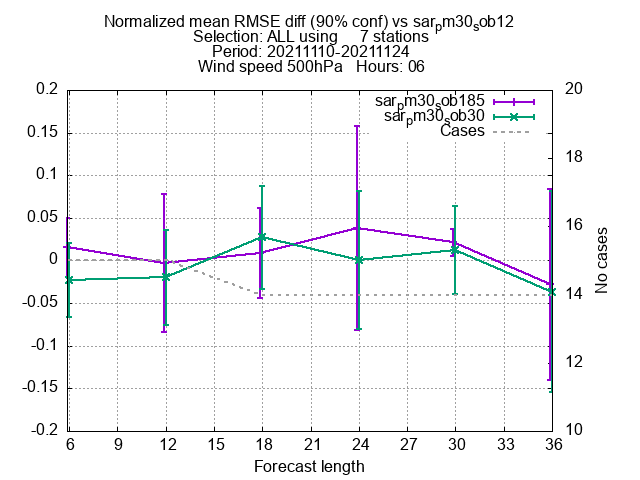 Normalized mean RMSE diff (90% conf) vs sarpm30sob12
Selection: ALL using 7 stations
Period: 20211110-20211124
Wind speed 500hPa Hours: 06
sarpm30sob185
sarpm30sob30
Cases
0.2
0.15
0.1
0.05
0
-0.05
-0.1
-0.15
-0.2
20
18
16
14
12
10
No cases
6 9 12 15 18 21 24 27 30 33 36
Forecast length